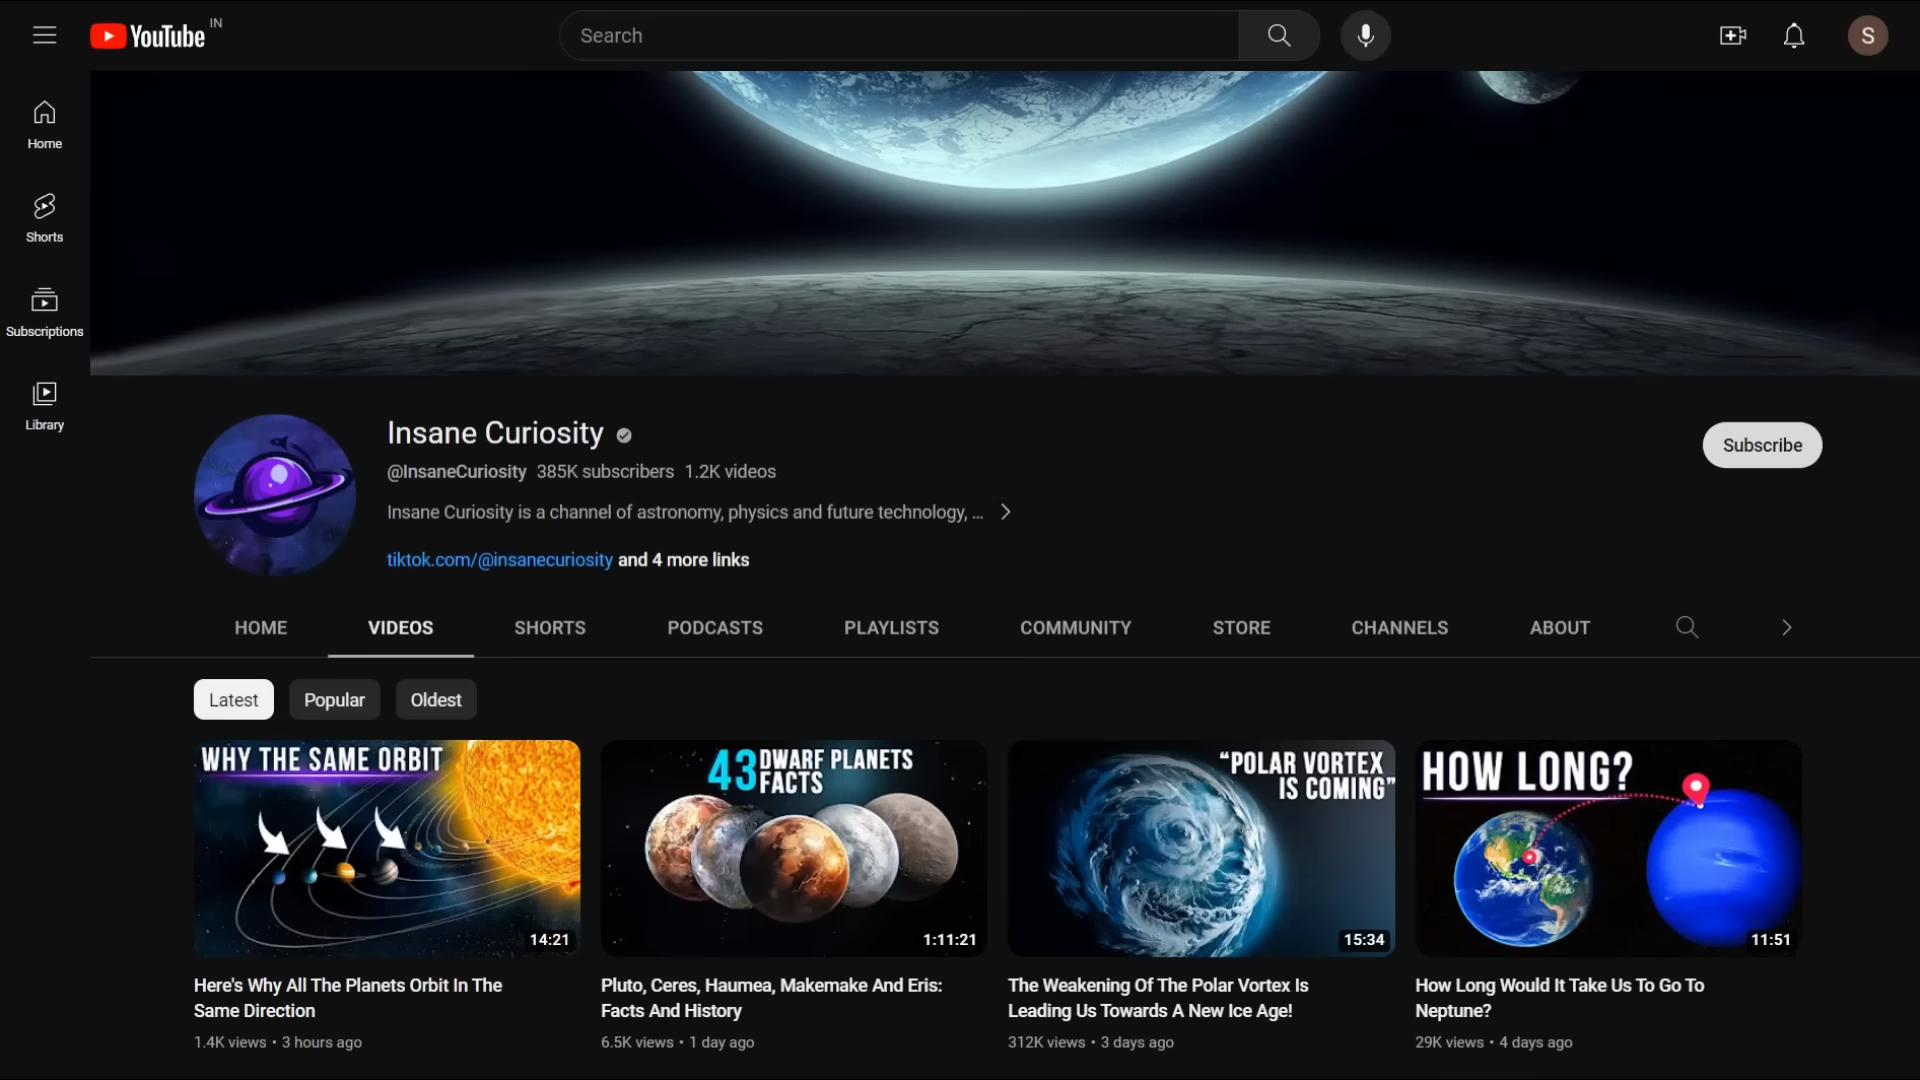 YouTube IN
Search
S
Home
Shorts
Subscriptions
Library
Insane Curiosity
@InsaneCuriosity 385K subscribers 1.2K videos
Insane Curiosity is a channel of astronomy, physics and future technology, ...
tiktok.com/@insanecuriosity and 4 more links
Subscribe
HOME VIDEOS SHORTS PODCASTS PLAYLISTS COMMUNITY STORE CHANNELS ABOUT
Latest Popular Oldest
WHY THE SAME ORBIT
14:21
Here's Why All The Planets Orbit In The
Same Direction
1.4K views • 3 hours ago
43 DWARF PLANETS
FACTS
1:11:21
Pluto, Ceres, Haumea, Makemake And Eris:
Facts And History
6.5K views • 1 day ago
“POLAR VORTEX
IS COMING”
15:34
The Weakening Of The Polar Vortex Is
Leading Us Towards A New Ice Age!
312K views • 3 days ago
HOW LONG?
11:51
How Long Would It Take Us To Go To
Neptune?
29K views • 4 days ago